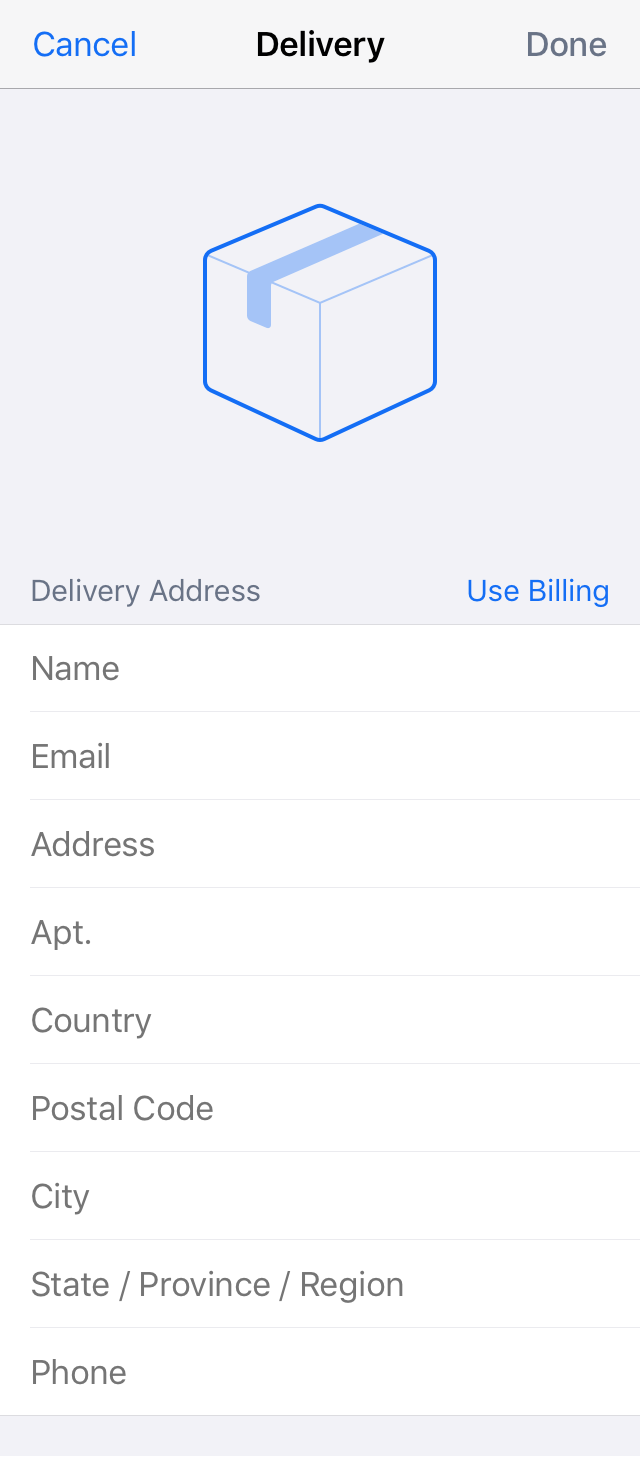 Cancel Delivery Done
Delivery Address Use Billing
Name
Email
Address
Apt.
Country
Postal Code
City
State / Province / Region
Phone